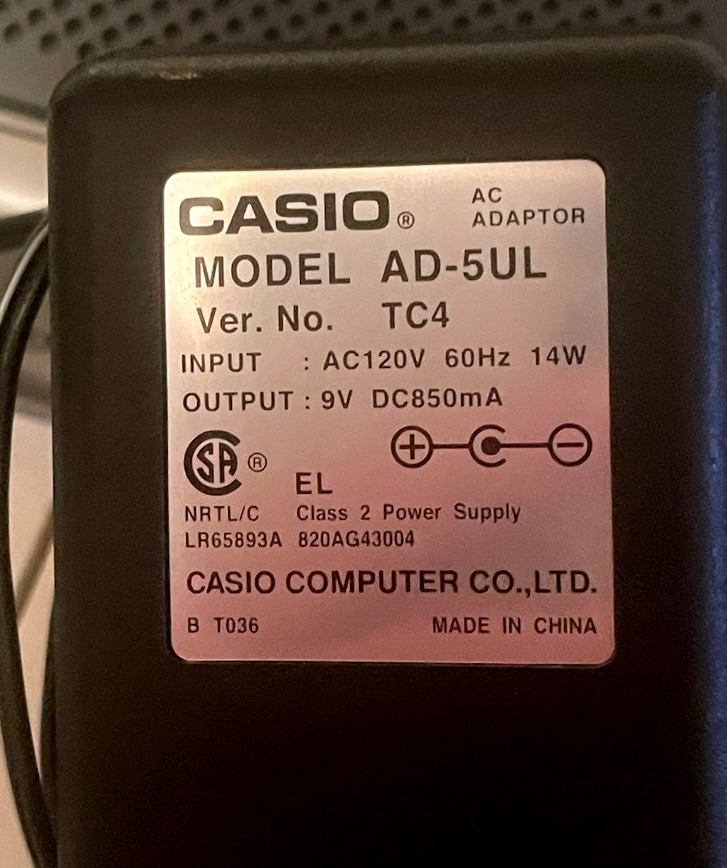 CASIO® AC ADAPTOR
MODEL AD-5UL
Ver. No. TC4
INPUT : AC120V 60Hz 14W
OUTPUT : 9V DC850mA
SA ®
EL
NRTL/C Class 2 Power Supply
LR65893A 820AG43004
CASIO COMPUTER CO.,LTD.
B T036 MADE IN CHINA